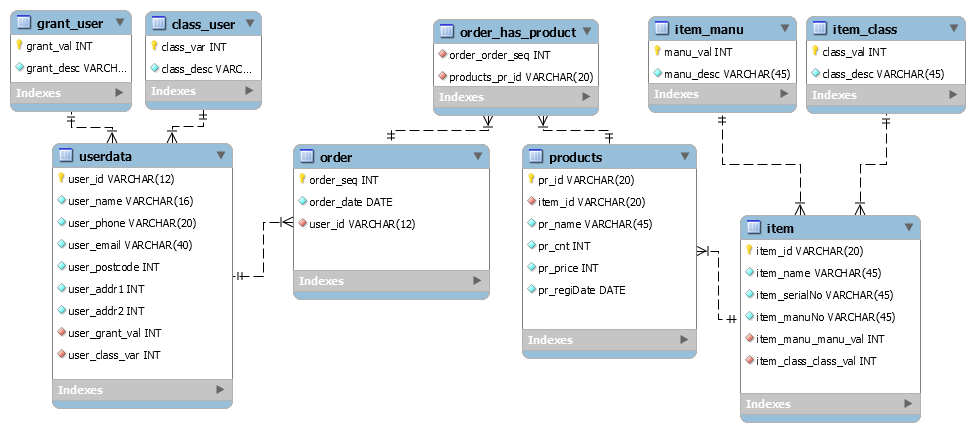 grant_user
grant_val INT
grant_desc VARCH...
Indexes
class_user
class_var INT
class_desc VARC...
Indexes
order_has_product
order_order_seq INT
products_pr_id VARCHAR(20)
Indexes
item_manu
manu_val INT
manu_desc VARCHAR(45)
Indexes
item_class
class_val INT
class_desc VARCHAR(45)
Indexes
userdata
user_id VARCHAR(12)
user_name VARCHAR(16)
user_phone VARCHAR(20)
user_email VARCHAR(40)
user_postcode INT
user_addr1 INT
user_addr2 INT
user_grant_val INT
user_class_var INT
Indexes
order
order_seq INT
order_date DATE
user_id VARCHAR(12)
Indexes
products
pr_id VARCHAR(20)
item_id VARCHAR(20)
pr_name VARCHAR(45)
pr_cnt INT
pr_price INT
pr_regiDate DATE
Indexes
item
item_id VARCHAR(20)
item_name VARCHAR(45)
item_serialNo VARCHAR(45)
item_manuNo VARCHAR(45)
item_manu_manu_val INT
item_class_class_val INT
Indexes